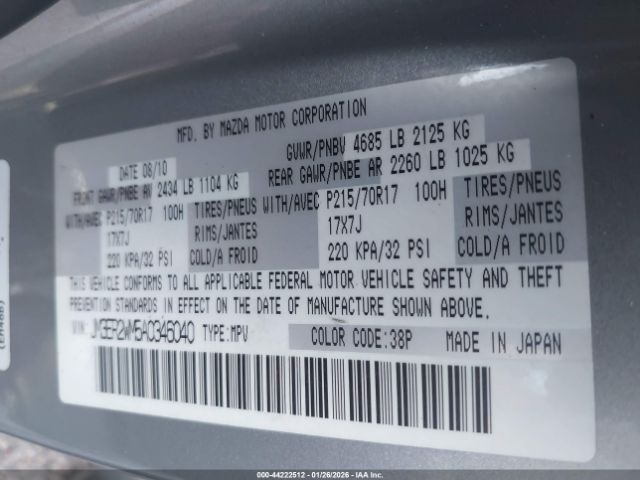 MFD. BY MAZDA MOTOR CORPORATION
DATE 08/10
GVWR/PNBV 4685 LB 2125 KG
FRONT GAWR/PNBE AV 2434 LB 1104 KG
REAR GAWR/PNBE AR 2260 LB 1025 KG
WITH/AVEC P215/70R17 100H TIRES/PNEUS WITH/AVEC P215/70R17 100H TIRES/PNEUS
17X7J RIMS/JANTES 17X7J RIMS/JANTES
220 KPA/32 PSI COLD/A FROID 220 KPA/32 PSI COLD/A FROID
THIS VEHICLE CONFORMS TO ALL APPLICABLE FEDERAL MOTOR VEHICLE SAFETY AND THEFT
PREVENTION STANDARDS IN EFFECT ON THE DATE OF MANUFACTURE SHOWN ABOVE.
VIN: JM3ER2WM5A0346040 TYPE:MPV COLOR CODE:38P MADE IN JAPAN
(EM48B)
000-44222512 | 01/26/2026 | IAAI.CA